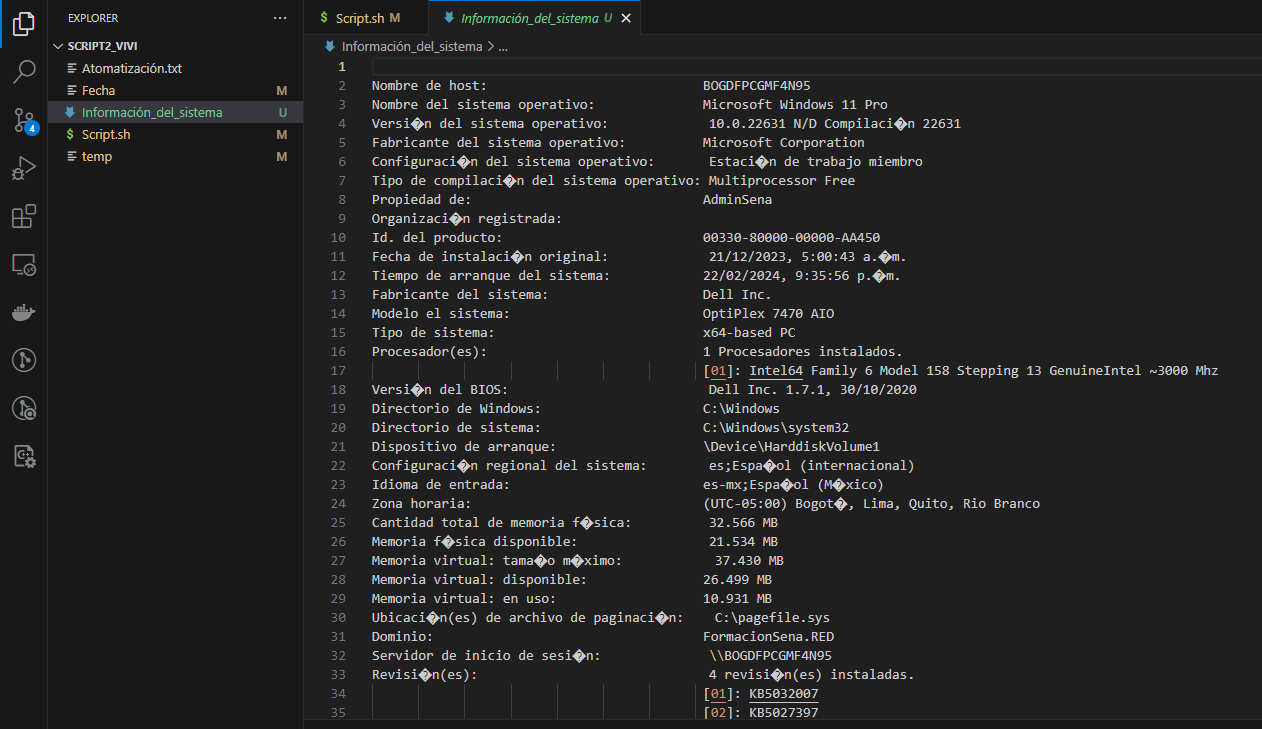 EXPLORER
SCRIPT2_VIVI
Atomatización.txt
Fecha M
Información_del_sistema U
Script.sh M
temp M
4
$ Script.sh M
Información_del_sistema U
Información_del_sistema > ...
1
2 Nombre de host: BOGDFPCGMF4N95
3 Nombre del sistema operativo: Microsoft Windows 11 Pro
4 Versi�n del sistema operativo: 10.0.22631 N/D Compilaci�n 22631
5 Fabricante del sistema operativo: Microsoft Corporation
6 Configuraci�n del sistema operativo: Estaci�n de trabajo miembro
7 Tipo de compilaci�n del sistema operativo: Multiprocessor Free
8 Propiedad de: AdminSena
9 Organizaci�n registrada:
10 Id. del producto: 00330-80000-00000-AA450
11 Fecha de instalaci�n original: 21/12/2023, 5:00:43 a.�m.
12 Tiempo de arranque del sistema: 22/02/2024, 9:35:56 p.�m.
13 Fabricante del sistema: Dell Inc.
14 Modelo el sistema: OptiPlex 7470 AIO
15 Tipo de sistema: x64-based PC
16 Procesador(es): 1 Procesadores instalados.
17 [01]: Intel64 Family 6 Model 158 Stepping 13 GenuineIntel ~3000 Mhz
18 Versi�n del BIOS: Dell Inc. 1.7.1, 30/10/2020
19 Directorio de Windows: C:\Windows
20 Directorio de sistema: C:\Windows\system32
21 Dispositivo de arranque: \Device\HarddiskVolume1
22 Configuraci�n regional del sistema: es;Espa�ol (internacional)
23 Idioma de entrada: es-mx;Espa�ol (M�xico)
24 Zona horaria: (UTC-05:00) Bogot�, Lima, Quito, Rio Branco
25 Cantidad total de memoria f�sica: 32.566 MB
26 Memoria f�sica disponible: 21.534 MB
27 Memoria virtual: tama�o m�ximo: 37.430 MB
28 Memoria virtual: disponible: 26.499 MB
29 Memoria virtual: en uso: 10.931 MB
30 Ubicaci�n(es) de archivo de paginaci�n: C:\pagefile.sys
31 Dominio: FormacionSena.RED
32 Servidor de inicio de sesi�n: \\BOGDFPCGMF4N95
33 Revisi�n(es): 4 revisi�n(es) instaladas.
34 [01]: KB5032007
35 [02]: KB5027397